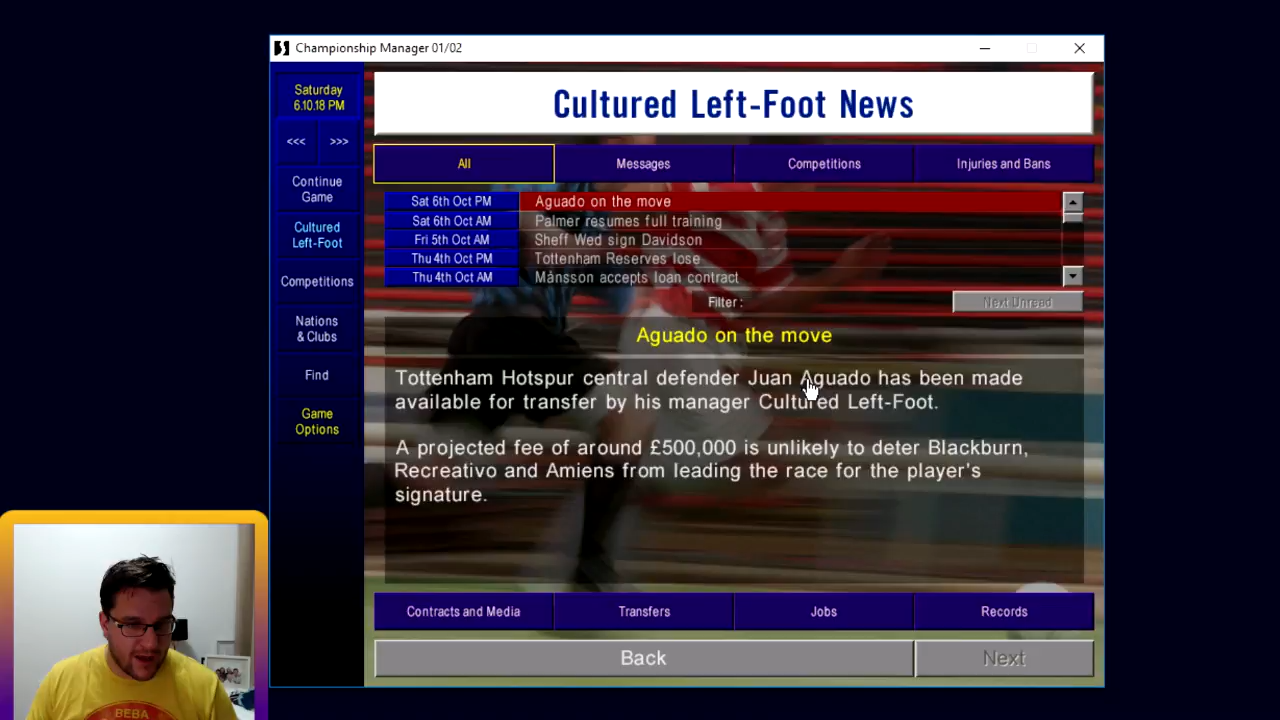 Championship Manager 01/02
Saturday
6.10.18 PM
<<< >>>
Continue
Game
Cultured
Left-Foot
Competitions
Nations
& Clubs
Find
Game
Options
Cultured Left-Foot News
All Messages Competitions Injuries and Bans
Sat 6th Oct PM Aguado on the move
Sat 6th Oct AM Palmer resumes full training
Fri 5th Oct AM Sheff Wed sign Davidson
Thu 4th Oct PM Tottenham Reserves lose
Thu 4th Oct AM Månsson accepts loan contract
Filter : Next Unread
Aguado on the move
Tottenham Hotspur central defender Juan Aguado has been made
available for transfer by his manager Cultured Left-Foot.
A projected fee of around £500,000 is unlikely to deter Blackburn,
Recreativo and Amiens from leading the race for the player's
signature.
Contracts and Media Transfers Jobs Records
Back Next
BEBA